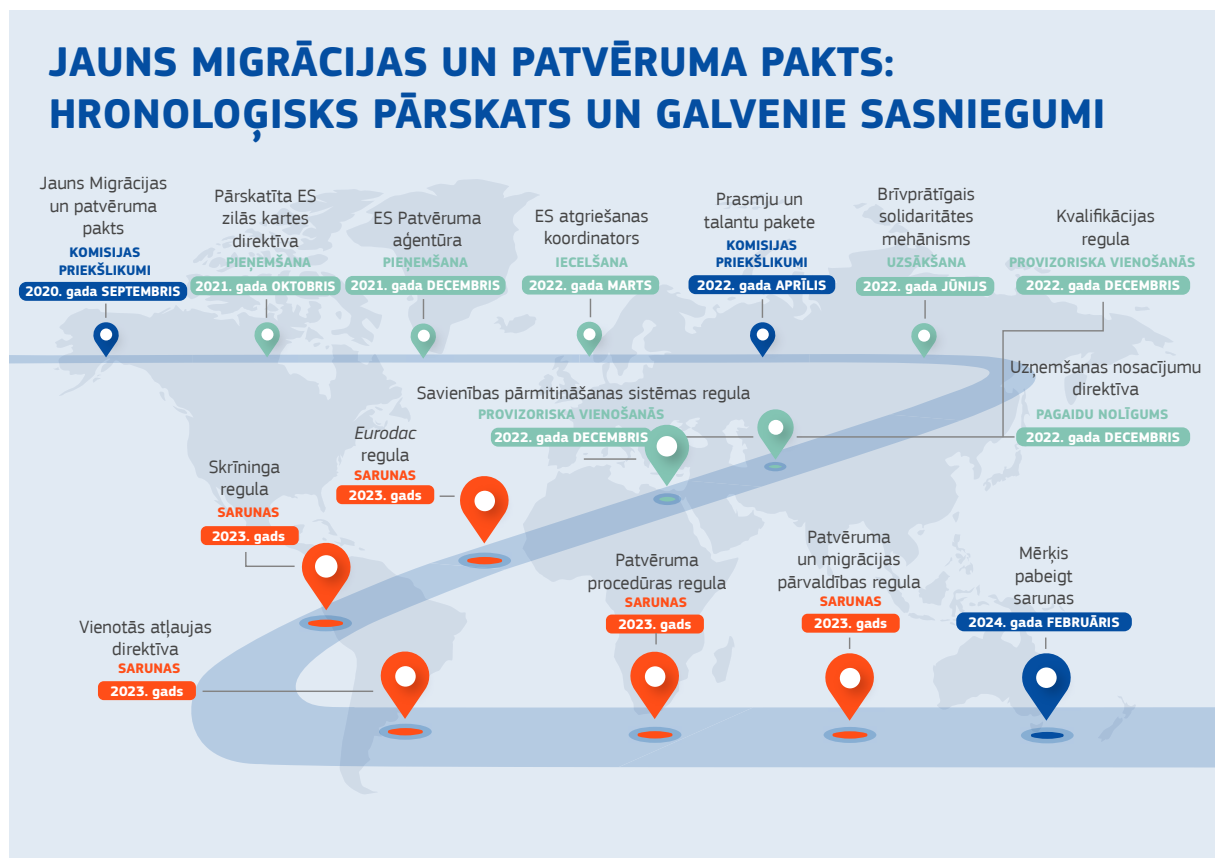 JAUNS MIGRĀCIJAS UN PATVĒRUMA PAKTS:
HRONOLOĢISKS PĀRSKATS UN GALVENIE SASNIEGUMI
Jauns Migrācijas
un patvēruma
pakts
KOMISIJAS
PRIEKŠLIKUMI
2020. gada SEPTEMBRIS
Pārskatīta ES
zilās kartes
direktīva
PIEŅEMŠANA
2021. gada OKTOBRIS
ES Patvēruma
aģentūra
PIEŅEMŠANA
2021. gada DECEMBRIS
ES atgriešanas
koordinators
IECELŠANA
2022. gada MARTS
Prasmju un
talantu pakete
KOMISIJAS
PRIEKŠLIKUMI
2022. gada APRĪLIS
Brīvprātīgais
solidaritātes
mehānisms
UZSĀKŠANA
2022. gada JŪNIJS
Kvalifikācijas
regula
PROVIZORISKA VIENOŠANĀS
2022. gada DECEMBRIS
Uzņemšanas nosacījumu
direktīva
PAGAIDU NOLĪGUMS
2022. gada DECEMBRIS
Savienības pārmitināšanas sistēmas regula
PROVIZORISKA VIENOŠANĀS
2022. gada DECEMBRIS
Eurodac
regula
SARUNAS
2023. gads
Skrīninga
regula
SARUNAS
2023. gads
Vienotās atļaujas
direktīva
SARUNAS
2023. gads
Patvēruma
procedūras regula
SARUNAS
2023. gads
Patvēruma
un migrācijas
pārvaldības regula
SARUNAS
2023. gads
Mērķis
pabeigt
sarunas
2024. gada FEBRUĀRIS